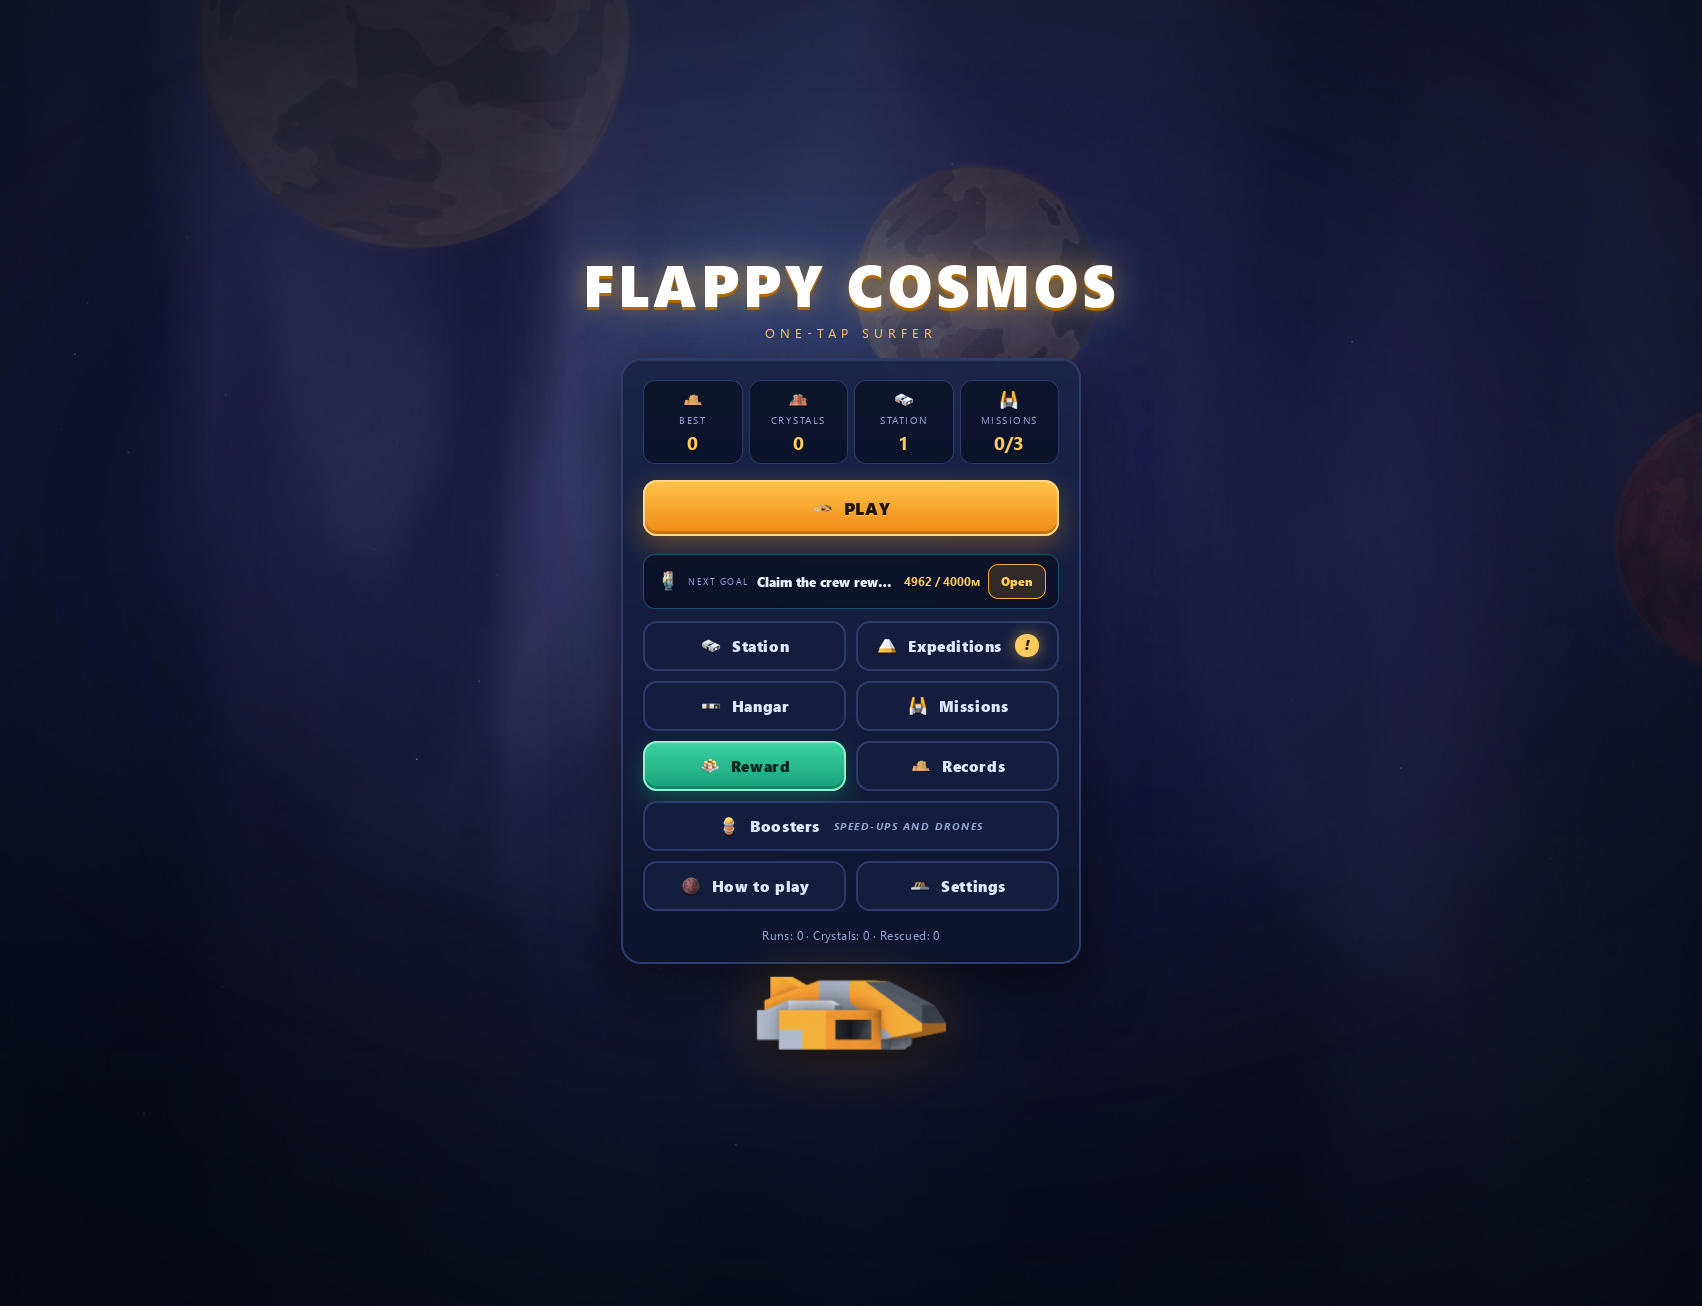 FLAPPY COSMOS
ONE-TAP SURFER
BEST
0
CRYSTALS
0
STATION
1
MISSIONS
0/3
PLAY
NEXT GOAL Claim the crew rew... 4962 / 4000м Open
Station
Expeditions !
Hangar
Missions
Reward
Records
Boosters SPEED-UPS AND DRONES
How to play
Settings
Runs: 0 · Crystals: 0 · Rescued: 0